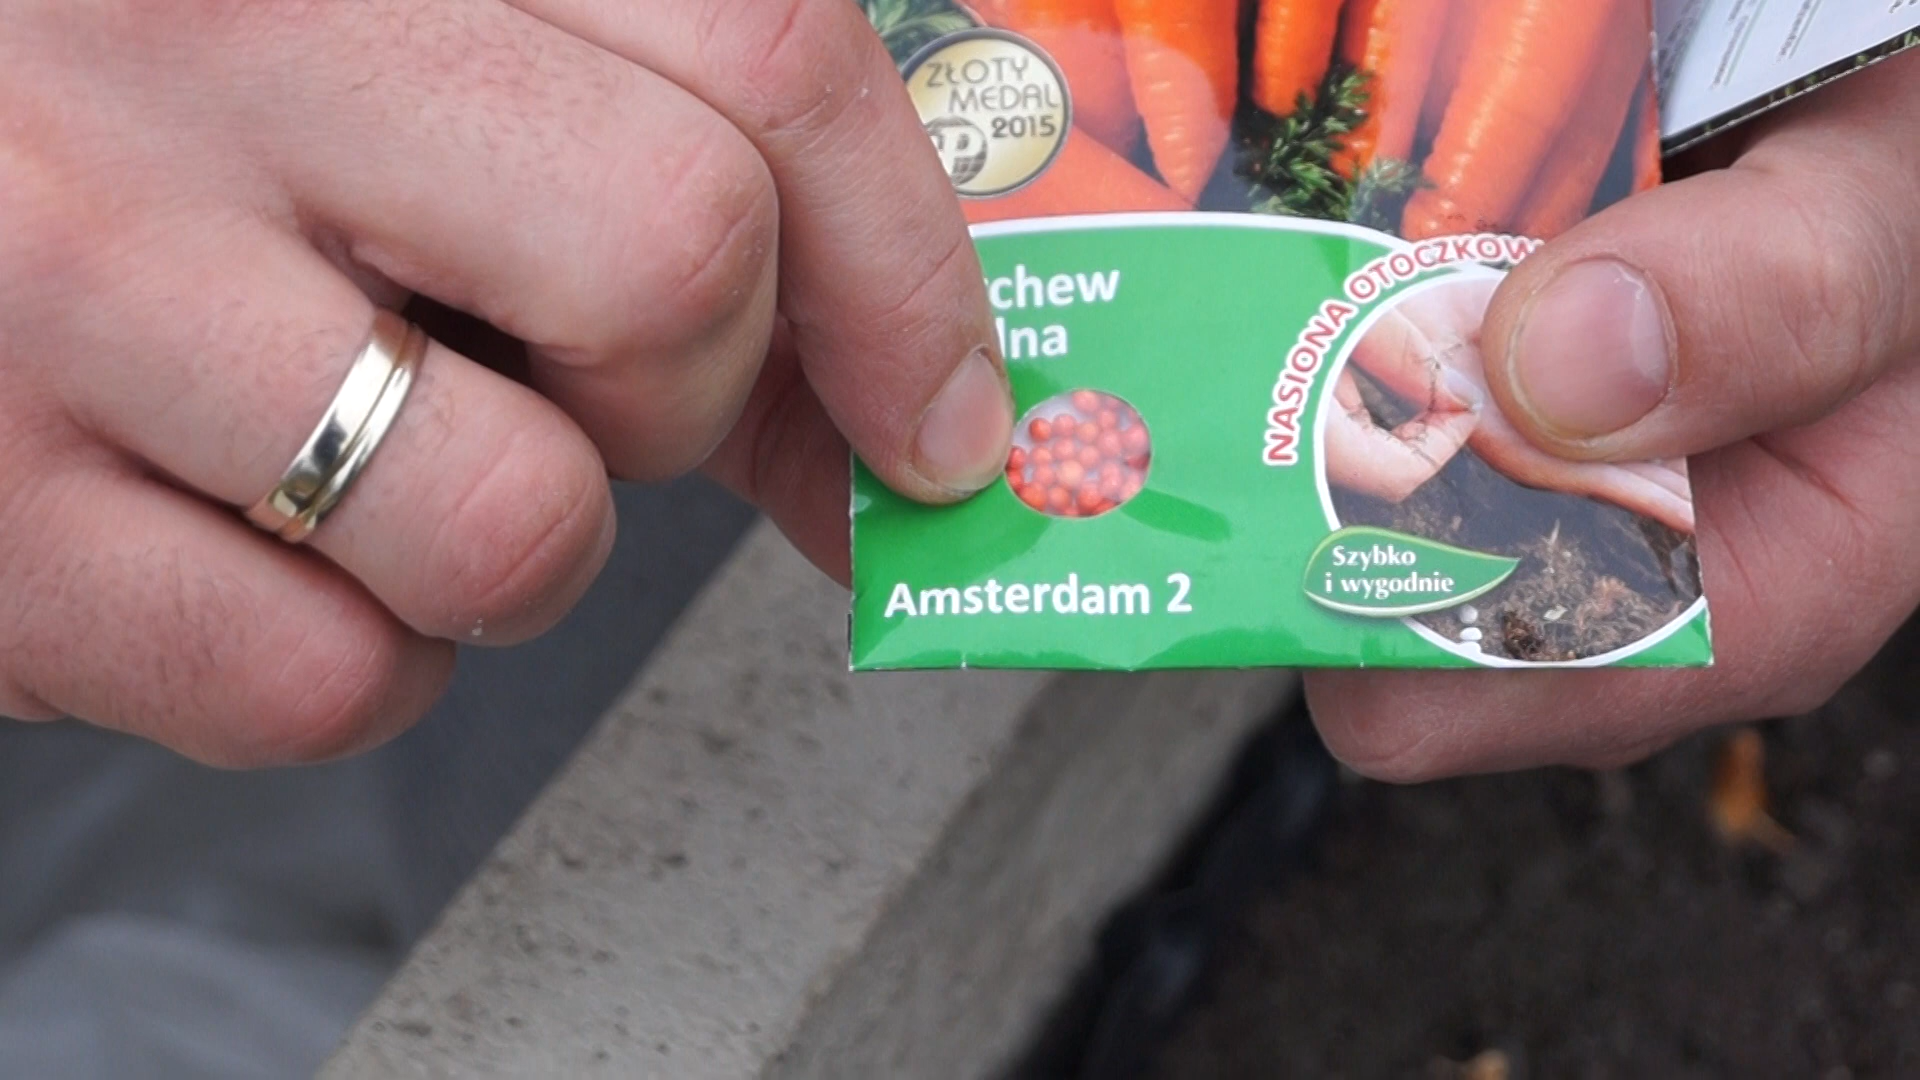 ZŁOTY
MEDAL
2015
chew
lna
NASIONA OTOCZKOW
Szybko
i wygodnie
Amsterdam 2